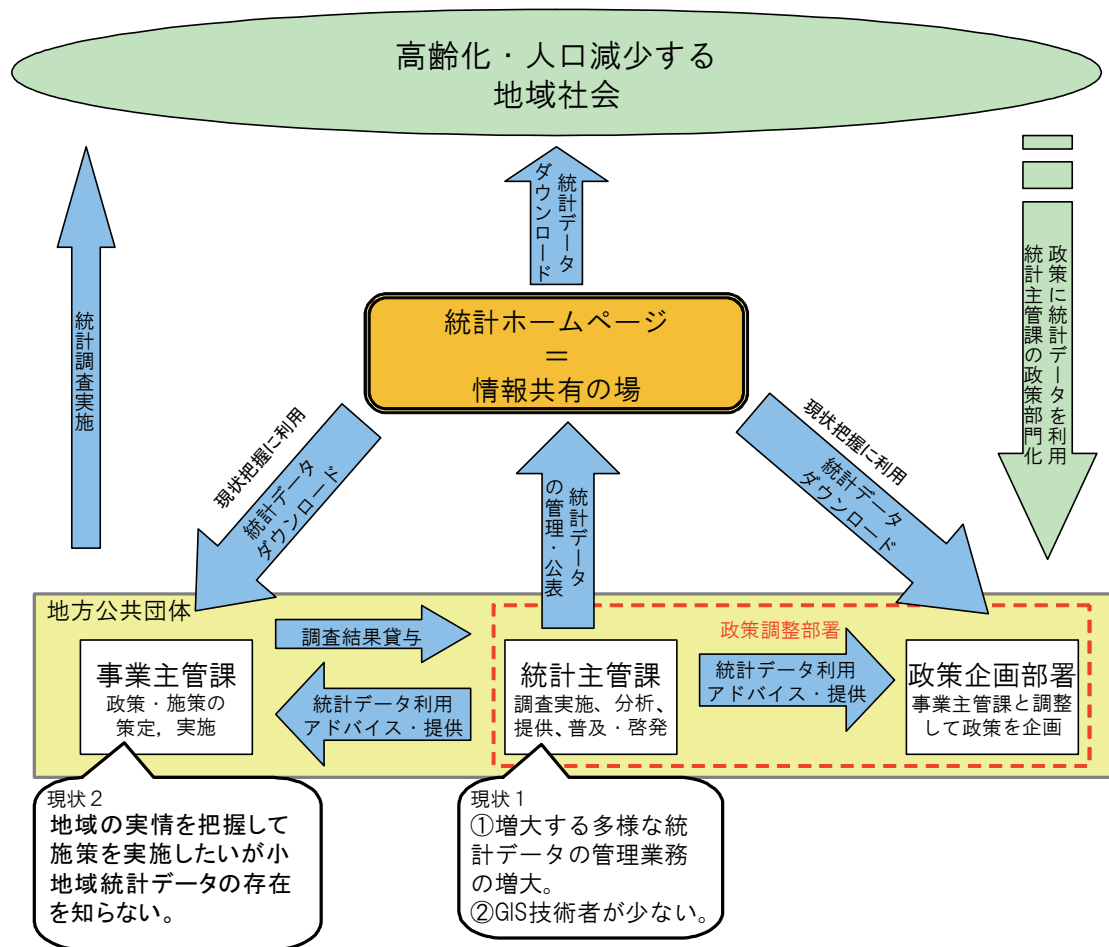 高齢化・人口減少する
地域社会
統計データ
ダウンロード
統計調査実施
政策に統計データを利用
統計主管課の政策部門化
統計ホームページ
＝
情報共有の場
現状把握に利用
統計データ
ダウンロード
統計データ
の管理・公表
現状把握に利用
統計データ
ダウンロード
地方公共団体
事業主管課
政策・施策の
策定，実施
調査結果貸与
統計データ利用
アドバイス・提供
統計主管課
調査実施、分析、
提供、普及・啓発
政策調整部署
統計データ利用
アドバイス・提供
政策企画部署
事業主管課と調整
して政策を企画
現状２
地域の実情を把握して
施策を実施したいが小
地域統計データの存在
を知らない。
現状１
①増大する多様な統
計データの管理業務
の増大。
②GIS技術者が少ない。